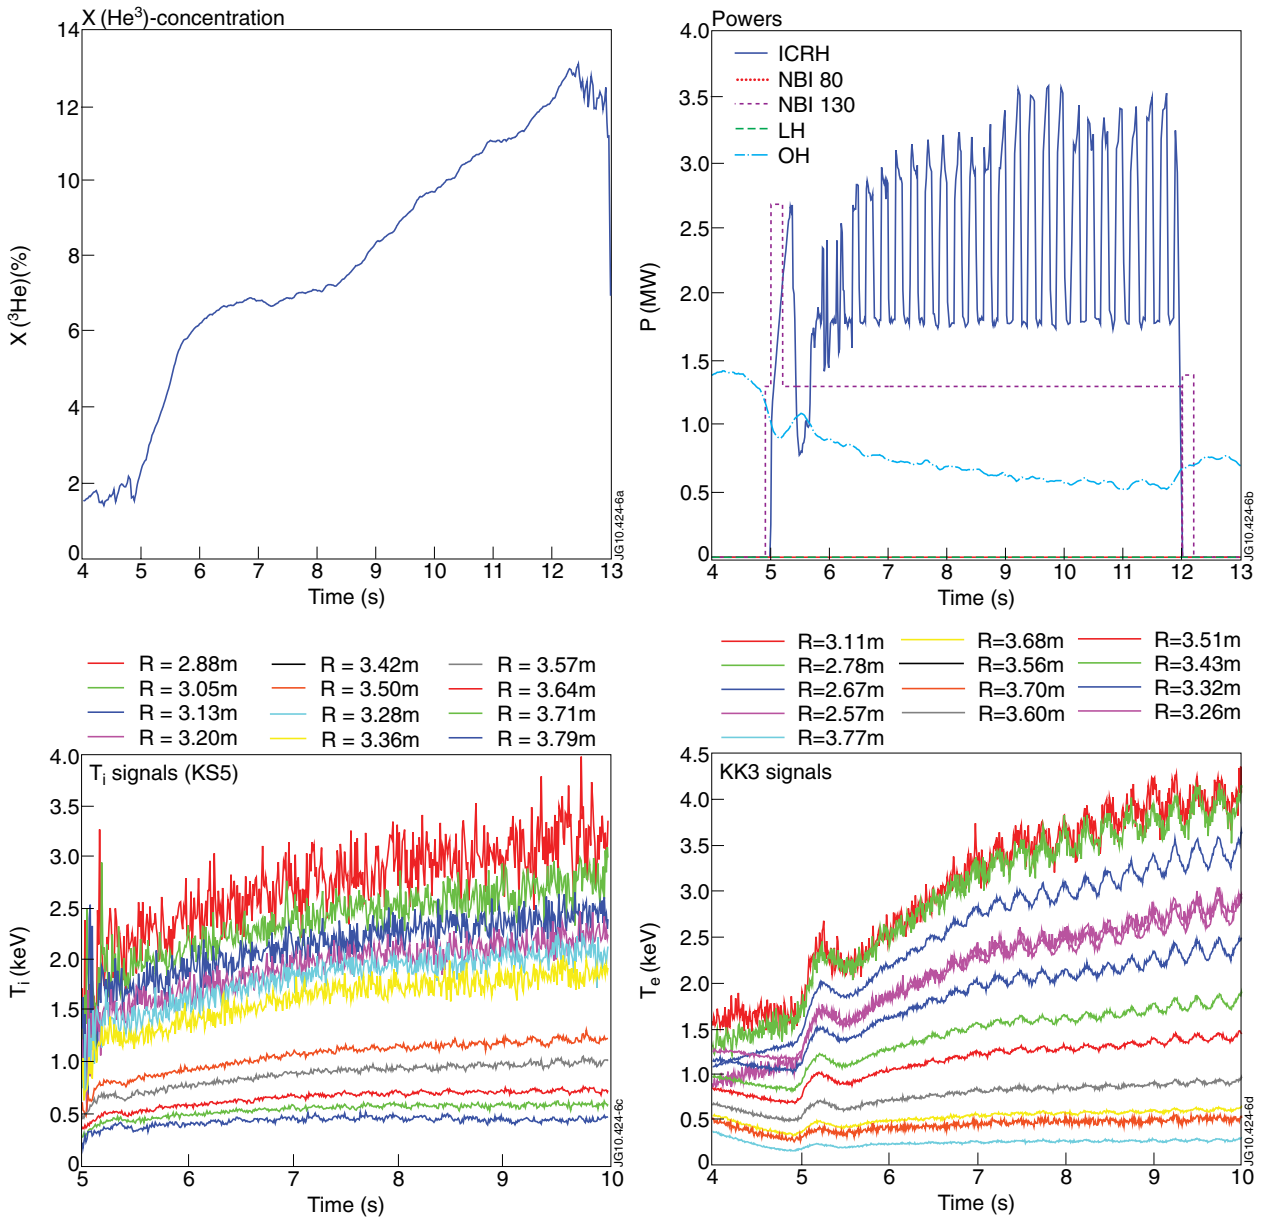 X (He³)-concentration
14
12
10
8
6
4
2
0
X (³He)(%)
4 5 6 7 8 9 10 11 12 13
Time (s)
JG10.424-6a
Powers
4.0
3.5
3.0
2.5
2.0
1.5
1.0
0.5
0
P (MW)
ICRH
NBI 80
NBI 130
LH
OH
4 5 6 7 8 9 10 11 12 13
Time (s)
JG10.424-6b
R = 2.88m R = 3.42m R = 3.57m
R = 3.05m R = 3.50m R = 3.64m
R = 3.13m R = 3.28m R = 3.71m
R = 3.20m R = 3.36m R = 3.79m
Tᵢ signals (KS5)
4.0
3.5
3.0
2.5
2.0
1.5
1.0
0.5
0
Tᵢ (keV)
5 6 7 8 9 10
Time (s)
JG10.424-6c
R=3.11m R=3.68m R=3.51m
R=2.78m R=3.56m R=3.43m
R=2.67m R=3.70m R=3.32m
R=2.57m R=3.60m R=3.26m
R=3.77m
KK3 signals
4.5
4.0
3.5
3.0
2.5
2.0
1.5
1.0
0.5
0
Tₑ (keV)
4 5 6 7 8 9 10
Time (s)
JG10.424-6d